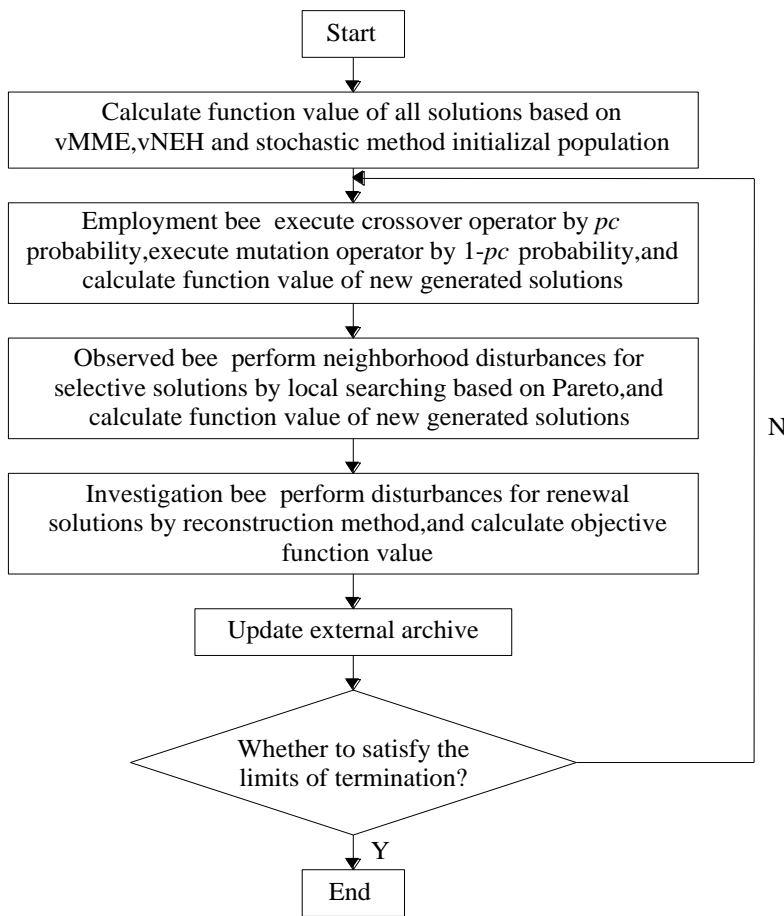 Start
Calculate function value of all solutions based on
vMME,vNEH and stochastic method initializal population
Employment bee execute crossover operator by pc
probability,execute mutation operator by 1-pc probability,and
calculate function value of new generated solutions
Observed bee perform neighborhood disturbances for
selective solutions by local searching based on Pareto,and
calculate function value of new generated solutions
N
Investigation bee perform disturbances for renewal
solutions by reconstruction method,and calculate objective
function value
Update external archive
Whether to satisfy the
limits of termination?
Y
End